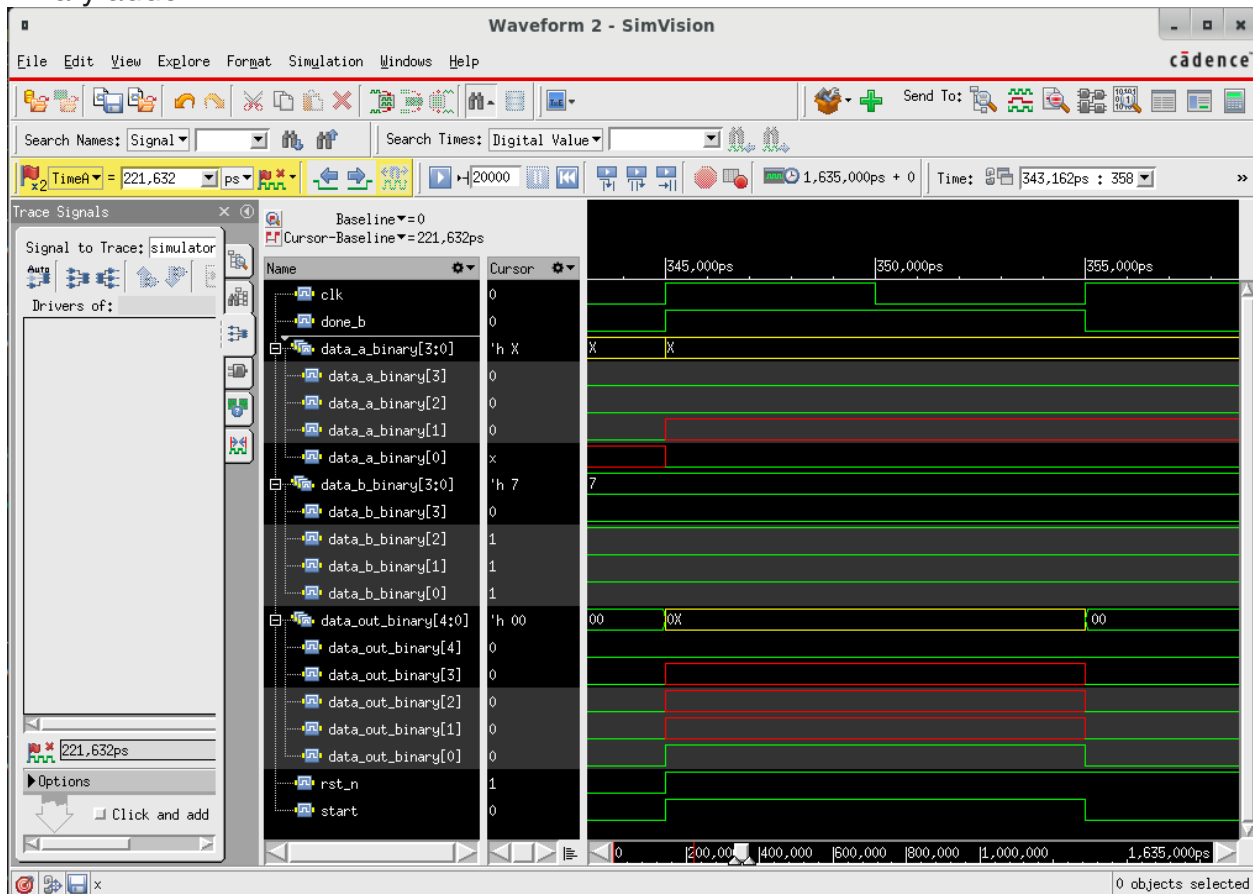 Waveform 2 - SimVision
File Edit View Explore Format Simulation Windows Help
cādence
Send To:
Search Names: Signal
Search Times: Digital Value
x2 TimeA = 221,632 ps
20000
1,635,000ps + 0
Time: 343,162ps : 358
»
Trace Signals
Signal to Trace: simulator
Auto
Drivers of:
221,632ps
Options
Click and add
Baseline=0
Cursor-Baseline=221,632ps
Name Cursor 345,000ps 350,000ps 355,000ps
clk 0
done_b 0
data_a_binary[3:0] 'h X X X
data_a_binary[3] 0
data_a_binary[2] 0
data_a_binary[1] 0
data_a_binary[0] x
data_b_binary[3:0] 'h 7 7
data_b_binary[3] 0
data_b_binary[2] 1
data_b_binary[1] 1
data_b_binary[0] 1
data_out_binary[4:0] 'h 00 00 0X 00
data_out_binary[4] 0
data_out_binary[3] 0
data_out_binary[2] 0
data_out_binary[1] 0
data_out_binary[0] 0
rst_n 1
start 0
0 200,00 400,000 600,000 800,000 1,000,000 1,635,000ps
0 objects selected